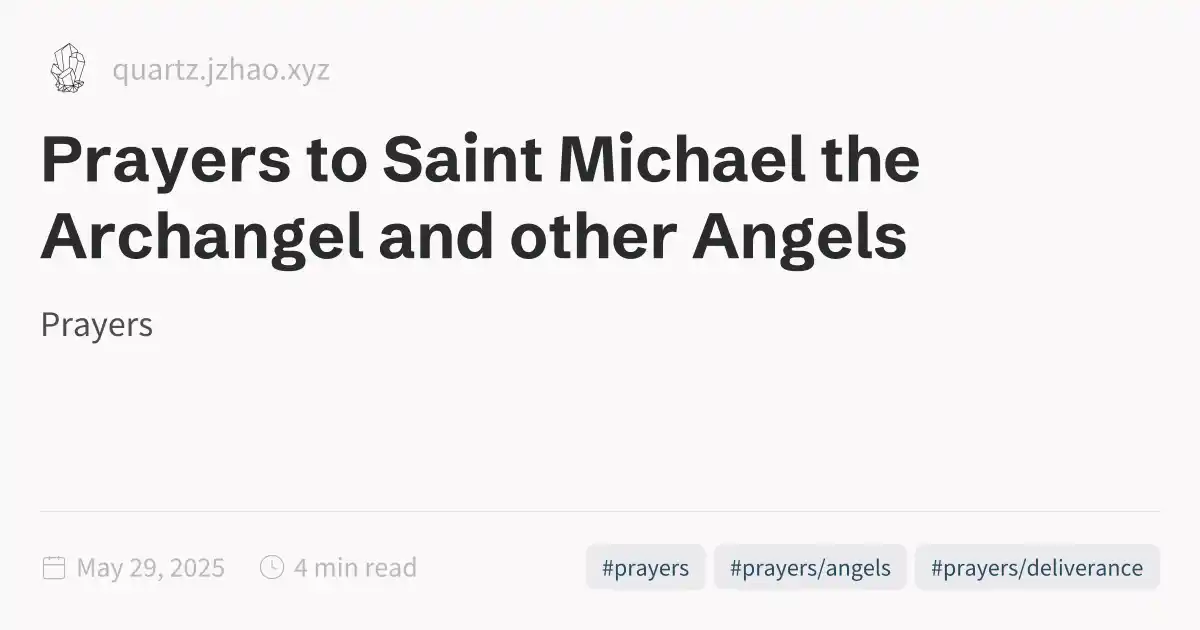 quartz.jzhao.xyz
Prayers to Saint Michael the
Archangel and other Angels
Prayers
May 29, 2025 4 min read #prayers #prayers/angels #prayers/deliverance